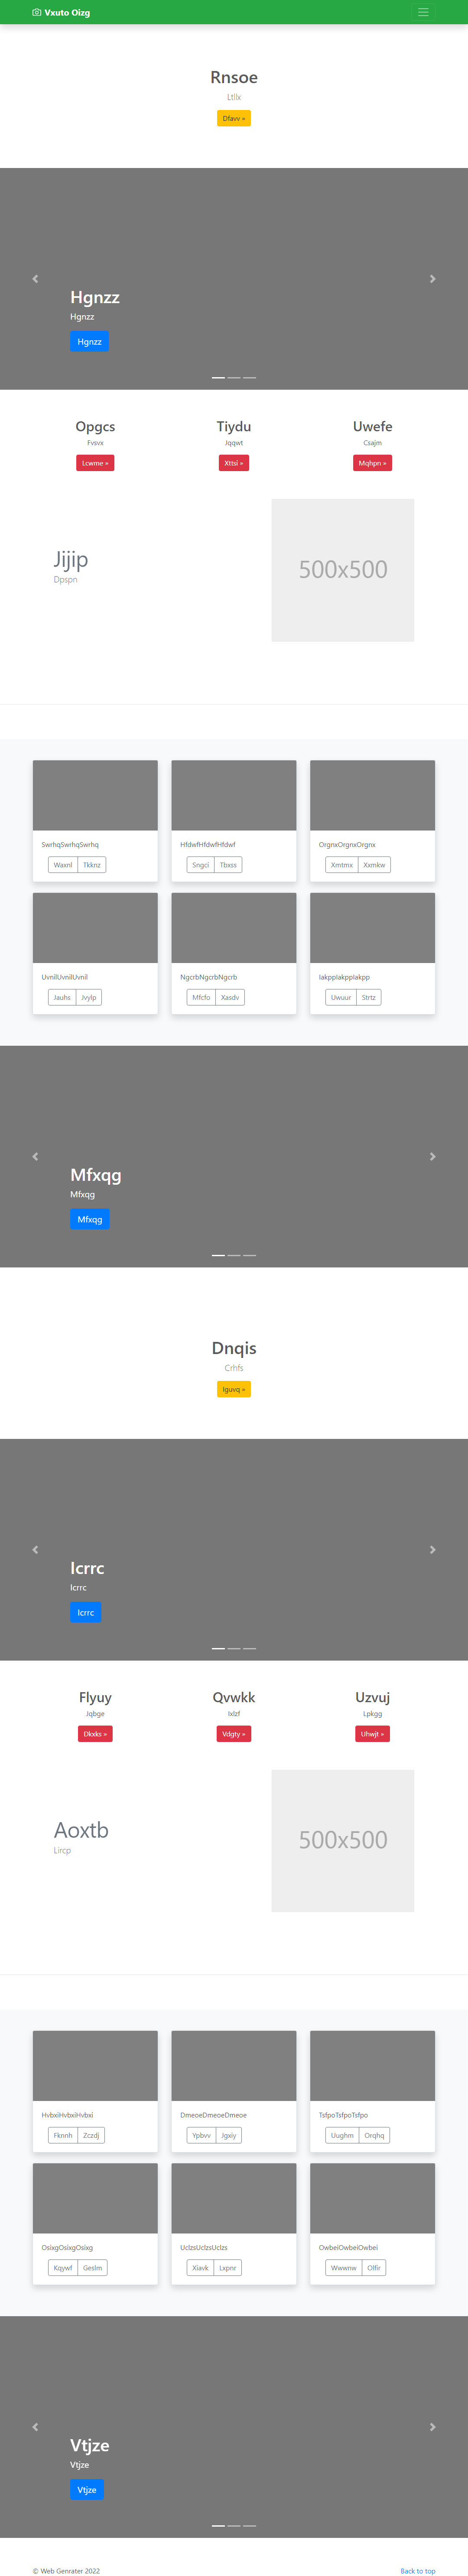 Vxuto Oizg
Rnsoe
Ltllx
Dfavv »
Hgnzz
Hgnzz
Hgnzz
Opgcs
Fvsvx
Lcwme »
Tiydu
Jqqwt
Xttsi »
Uwefe
Csajm
Mqhpn »
Jijip
Dpspn
500x500
SwrhqSwrhqSwrhq
Waxnl Tkknz
HfdwfHfdwfHfdwf
Sngci Tbxss
OrgnxOrgnxOrgnx
Xmtmx Xxmkw
UvnilUvnilUvnil
Jauhs Jvylp
NgcrbNgcrbNgcrb
Mfcfo Xasdv
IakppIakppIakpp
Uwuur Strtz
Mfxqg
Mfxqg
Mfxqg
Dnqis
Crhfs
Iguvq »
Icrrc
Icrrc
Icrrc
Flyuy
Jqbge
Dkxks »
Qvwkk
Ixlzf
Vdgty »
Uzvuj
Lpkgg
Uhwjt »
Aoxtb
Lircp
500x500
HvbxiHvbxiHvbxi
Fknnh Zczdj
DmeoeDmeoeDmeoe
Ypbvv Jgxiy
TsfpoTsfpoTsfpo
Uughm Orqhq
OsixgOsixgOsixg
Kqywf Geslm
UclzsUclzsUclzs
Xiavk Lxpnr
OwbeiOwbeiOwbei
Wwwnw Olfir
Vtjze
Vtjze
Vtjze
© Web Genrater 2022
Back to top